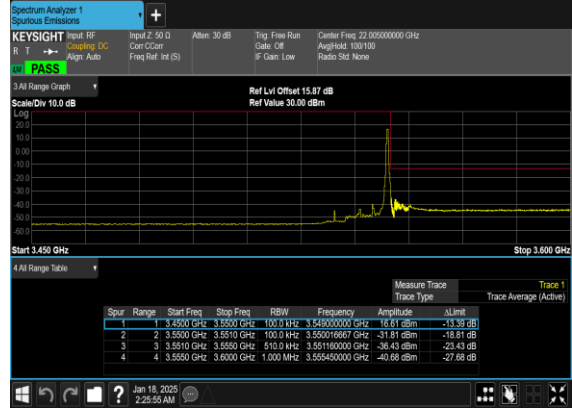 Spectrum Analyzer 1
Spurious Emissions
+
KEYSIGHT Input: RF Input Z: 50 Ω Atten: 30 dB Trig: Free Run Center Freq: 22.005000000 GHz
R T Coupling: DC Corr CCorr Gate: Off Avg|Hold: 100/100
Align: Auto Freq Ref: Int (S) IF Gain: Low Radio Std: None
PASS
3 All Range Graph
Ref Lvl Offset 15.87 dB
Scale/Div 10.0 dB Ref Value 30.00 dBm
Log
20.0
10.0
0.00
-10.0
-20.0
-30.0
-40.0
-50.0
-60.0
Start 3.450 GHz Stop 3.600 GHz
4 All Range Table
Measure Trace Trace 1
Trace Type Trace Average (Active)
Spur Range Start Freq Stop Freq RBW Frequency Amplitude ΔLimit
1 1 3.4500 GHz 3.5500 GHz 100.0 kHz 3.549000000 GHz 16.61 dBm -13.39 dB
2 2 3.5500 GHz 3.5510 GHz 100.0 kHz 3.550016667 GHz -31.81 dBm -18.81 dB
3 3 3.5510 GHz 3.5550 GHz 510.0 kHz 3.551160000 GHz -36.43 dBm -23.43 dB
4 4 3.5550 GHz 3.6000 GHz 1.000 MHz 3.555450000 GHz -40.68 dBm -27.68 dB
? Jan 18, 2025
2:25:55 AM